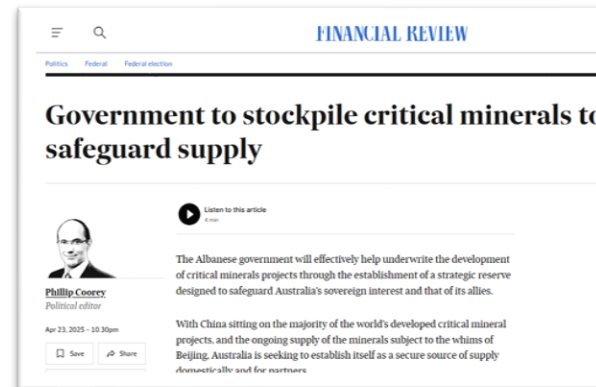 FINANCIAL REVIEW
Politics Federal Federal election
Government to stockpile critical minerals to
safeguard supply
Listen to this article
4 min
Phillip Coorey
Political editor
Apr 23, 2025 – 10.30pm
Save Share
The Albanese government will effectively help underwrite the development
of critical minerals projects through the establishment of a strategic reserve
designed to safeguard Australia's sovereign interest and that of its allies.
With China sitting on the majority of the world's developed critical mineral
projects, and the ongoing supply of the minerals subject to the whims of
Beijing, Australia is seeking to establish itself as a secure source of supply
domestically and for partners.